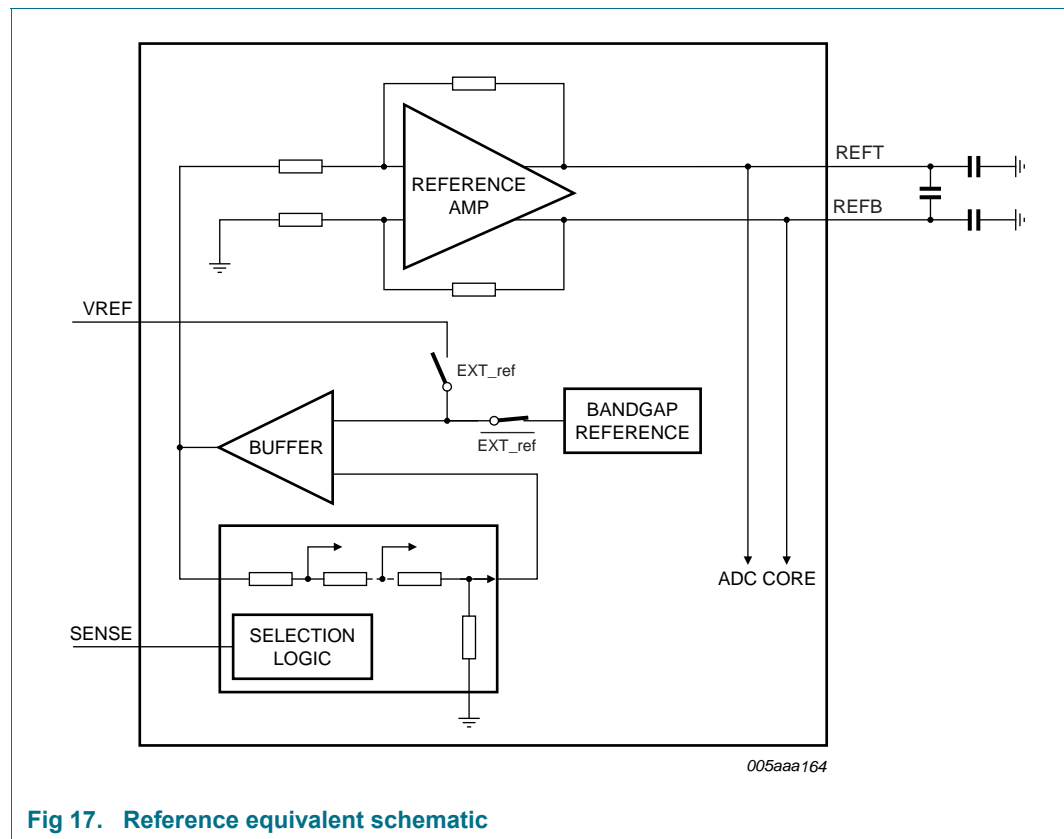 REFERENCE
AMP
REFT
REFB
VREF
EXT_ref
EXT_ref
BANDGAP
REFERENCE
BUFFER
ADC CORE
SENSE
SELECTION
LOGIC
005aaa164
Fig 17. Reference equivalent schematic